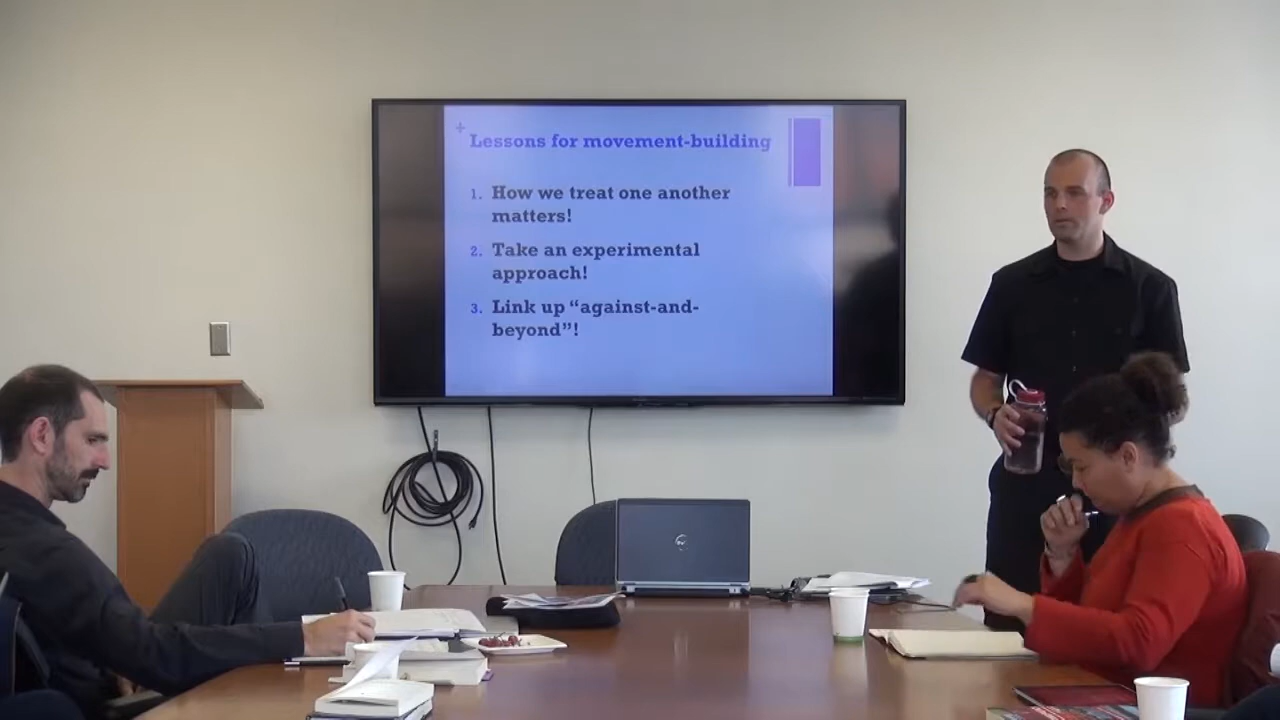 +
Lessons for movement-building
1. How we treat one another
matters!
2. Take an experimental
approach!
3. Link up “against-and-
beyond”!